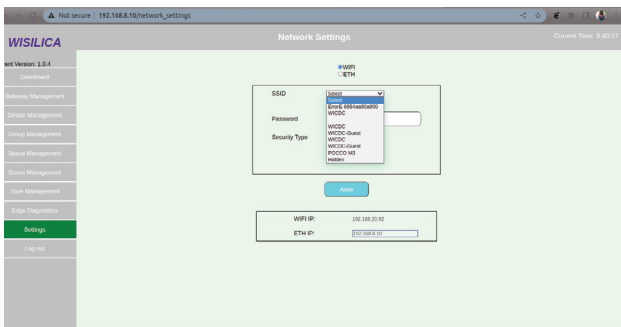 Not secure | 192.168.8.10/network_settings
WISILICA
Network Settings
Current Time: 5:40:17
ent Version: 1.0.4
Dashboard
Gateway Management
Device Management
Group Management
Space Management
Scene Management
Zone Management
Edge Diagnostics
Settings
Log out
WIFI
ETH
SSID
Select
Select
WICDC
WICDC
WICDC-Guest
WICDC
WICDC-Guest
POCCO M3
Hidden
Password
Security Type
Apply
WIFI IP: 192.168.20.92
ETH IP: 192.168.8.10